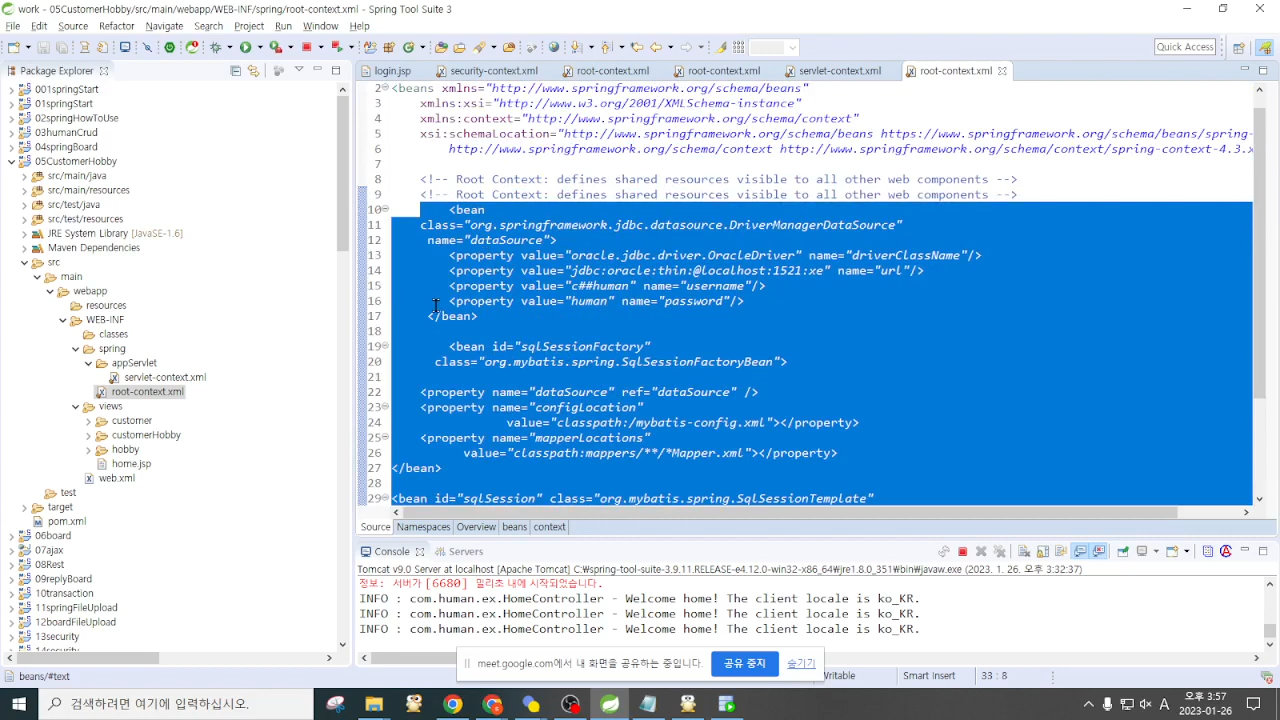 work - 05CustomerHobby/src/main/webapp/WEB-INF/spring/root-context.xml - Spring Tool Suite 3
File Edit Source Refactor Navigate Search Project Run Window Help
Quick Access
Package Explorer
login.jsp security-context.xml root-context.xml root-context.xml servlet-context.xml root-context.xml
001springStart
01springStart
02springHowToUse
03humanCrud
04springBoard
05CustomerHobby
src/main/java
src/main/resources
src/test/java
src/test/resources
JRE System Library [JavaSE-1.6]
Maven Dependencies
src
main
webapp
resources
WEB-INF
classes
spring
appServlet
servlet-context.xml
root-context.xml
views
customer
customerHobby
hobby
home.jsp
web.xml
test
target
pom.xml
06board
07ajax
08Rest
09replyBoard
10transaction
11springFileUpload
12boardFileUpload
13security
2 <beans xmlns="http://www.springframework.org/schema/beans"
3 xmlns:xsi="http://www.w3.org/2001/XMLSchema-instance"
4 xmlns:context="http://www.springframework.org/schema/context"
5 xsi:schemaLocation="http://www.springframework.org/schema/beans https://www.springframework.org/schema/beans/spring-
6 http://www.springframework.org/schema/context http://www.springframework.org/schema/context/spring-context-4.3.x
7
8 <!-- Root Context: defines shared resources visible to all other web components -->
9 <!-- Root Context: defines shared resources visible to all other web components -->
10 <bean
11 class="org.springframework.jdbc.datasource.DriverManagerDataSource"
12 name="dataSource">
13 <property value="oracle.jdbc.driver.OracleDriver" name="driverClassName"/>
14 <property value="jdbc:oracle:thin:@localhost:1521:xe" name="url"/>
15 <property value="c##human" name="username"/>
16 <property value="human" name="password"/>
17 </bean>
18
19 <bean id="sqlSessionFactory"
20 class="org.mybatis.spring.SqlSessionFactoryBean">
21
22 <property name="dataSource" ref="dataSource" />
23 <property name="configLocation"
24 value="classpath:/mybatis-config.xml"></property>
25 <property name="mapperLocations"
26 value="classpath:mappers/**/*Mapper.xml"></property>
27 </bean>
28
29 <bean id="sqlSession" class="org.mybatis.spring.SqlSessionTemplate"
Source Namespaces Overview beans context
Console Servers
Tomcat v9.0 Server at localhost [Apache Tomcat] C:₩spring-tool-suite-3.9.11.RELEASE-e4.12.0-win32-x86_64₩jre1.8.0_351₩bin₩javaw.exe (2023. 1. 26. 오후 3:32:37)
정보: 서버가 [6680] 밀리초 내에 시작되었습니다.
INFO : com.human.ex.HomeController - Welcome home! The client locale is ko_KR.
INFO : com.human.ex.HomeController - Welcome home! The client locale is ko_KR.
INFO : com.human.ex.HomeController - Welcome home! The client locale is ko_KR.
meet.google.com에서 내 화면을 공유하는 중입니다. 공유 중지 숨기기
beans/#text Writable Smart Insert 33 : 8
검색하려면 여기에 입력하십시오.
A 오후 3:57
2023-01-26